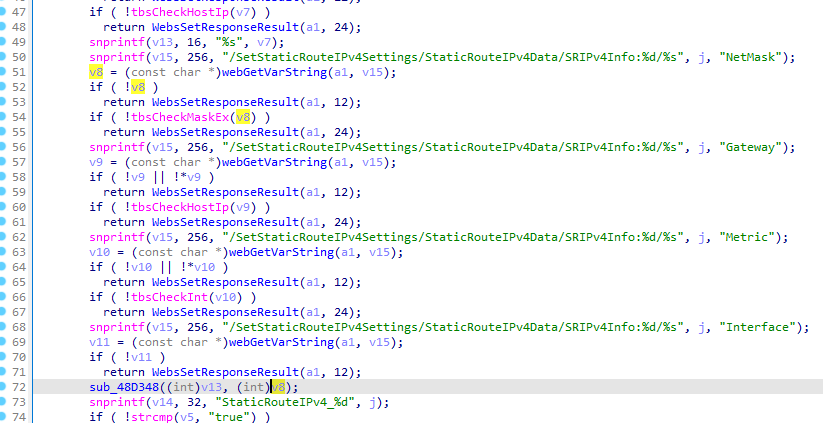 47 if ( !tbsCheckHostIp(v7) )
48 return WebsSetResponseResult(a1, 24);
49 snprintf(v13, 16, "%s", v7);
50 snprintf(v15, 256, "/SetStaticRouteIPv4Settings/StaticRouteIPv4Data/SRIPv4Info:%d/%s", j, "NetMask");
51 v8 = (const char *)webGetVarString(a1, v15);
52 if ( !v8 )
53 return WebsSetResponseResult(a1, 12);
54 if ( !tbsCheckMaskEx(v8) )
55 return WebsSetResponseResult(a1, 24);
56 snprintf(v15, 256, "/SetStaticRouteIPv4Settings/StaticRouteIPv4Data/SRIPv4Info:%d/%s", j, "Gateway");
57 v9 = (const char *)webGetVarString(a1, v15);
58 if ( !v9 || !*v9 )
59 return WebsSetResponseResult(a1, 12);
60 if ( !tbsCheckHostIp(v9) )
61 return WebsSetResponseResult(a1, 24);
62 snprintf(v15, 256, "/SetStaticRouteIPv4Settings/StaticRouteIPv4Data/SRIPv4Info:%d/%s", j, "Metric");
63 v10 = (const char *)webGetVarString(a1, v15);
64 if ( !v10 || !*v10 )
65 return WebsSetResponseResult(a1, 12);
66 if ( !tbsCheckInt(v10) )
67 return WebsSetResponseResult(a1, 24);
68 snprintf(v15, 256, "/SetStaticRouteIPv4Settings/StaticRouteIPv4Data/SRIPv4Info:%d/%s", j, "Interface");
69 v11 = (const char *)webGetVarString(a1, v15);
70 if ( !v11 )
71 return WebsSetResponseResult(a1, 12);
72 sub_48D348((int)v13, (int)v8);
73 snprintf(v14, 32, "StaticRouteIPv4_%d", j);
74 if ( !strcmp(v5, "true") )